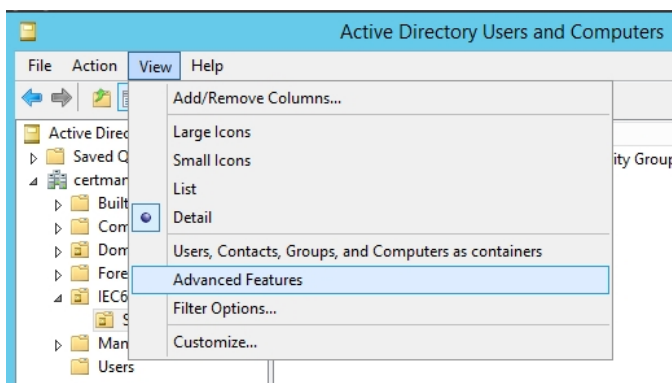 Active Directory Users and Computers
File Action View Help
Add/Remove Columns...
Active Direc
Large Icons
Saved Q
Small Icons
ity Group
certmar
List
Built
Detail
Com
Dom
Users, Contacts, Groups, and Computers as containers
Fore
Advanced Features
IEC6
Filter Options...
S
Man
Customize...
Users